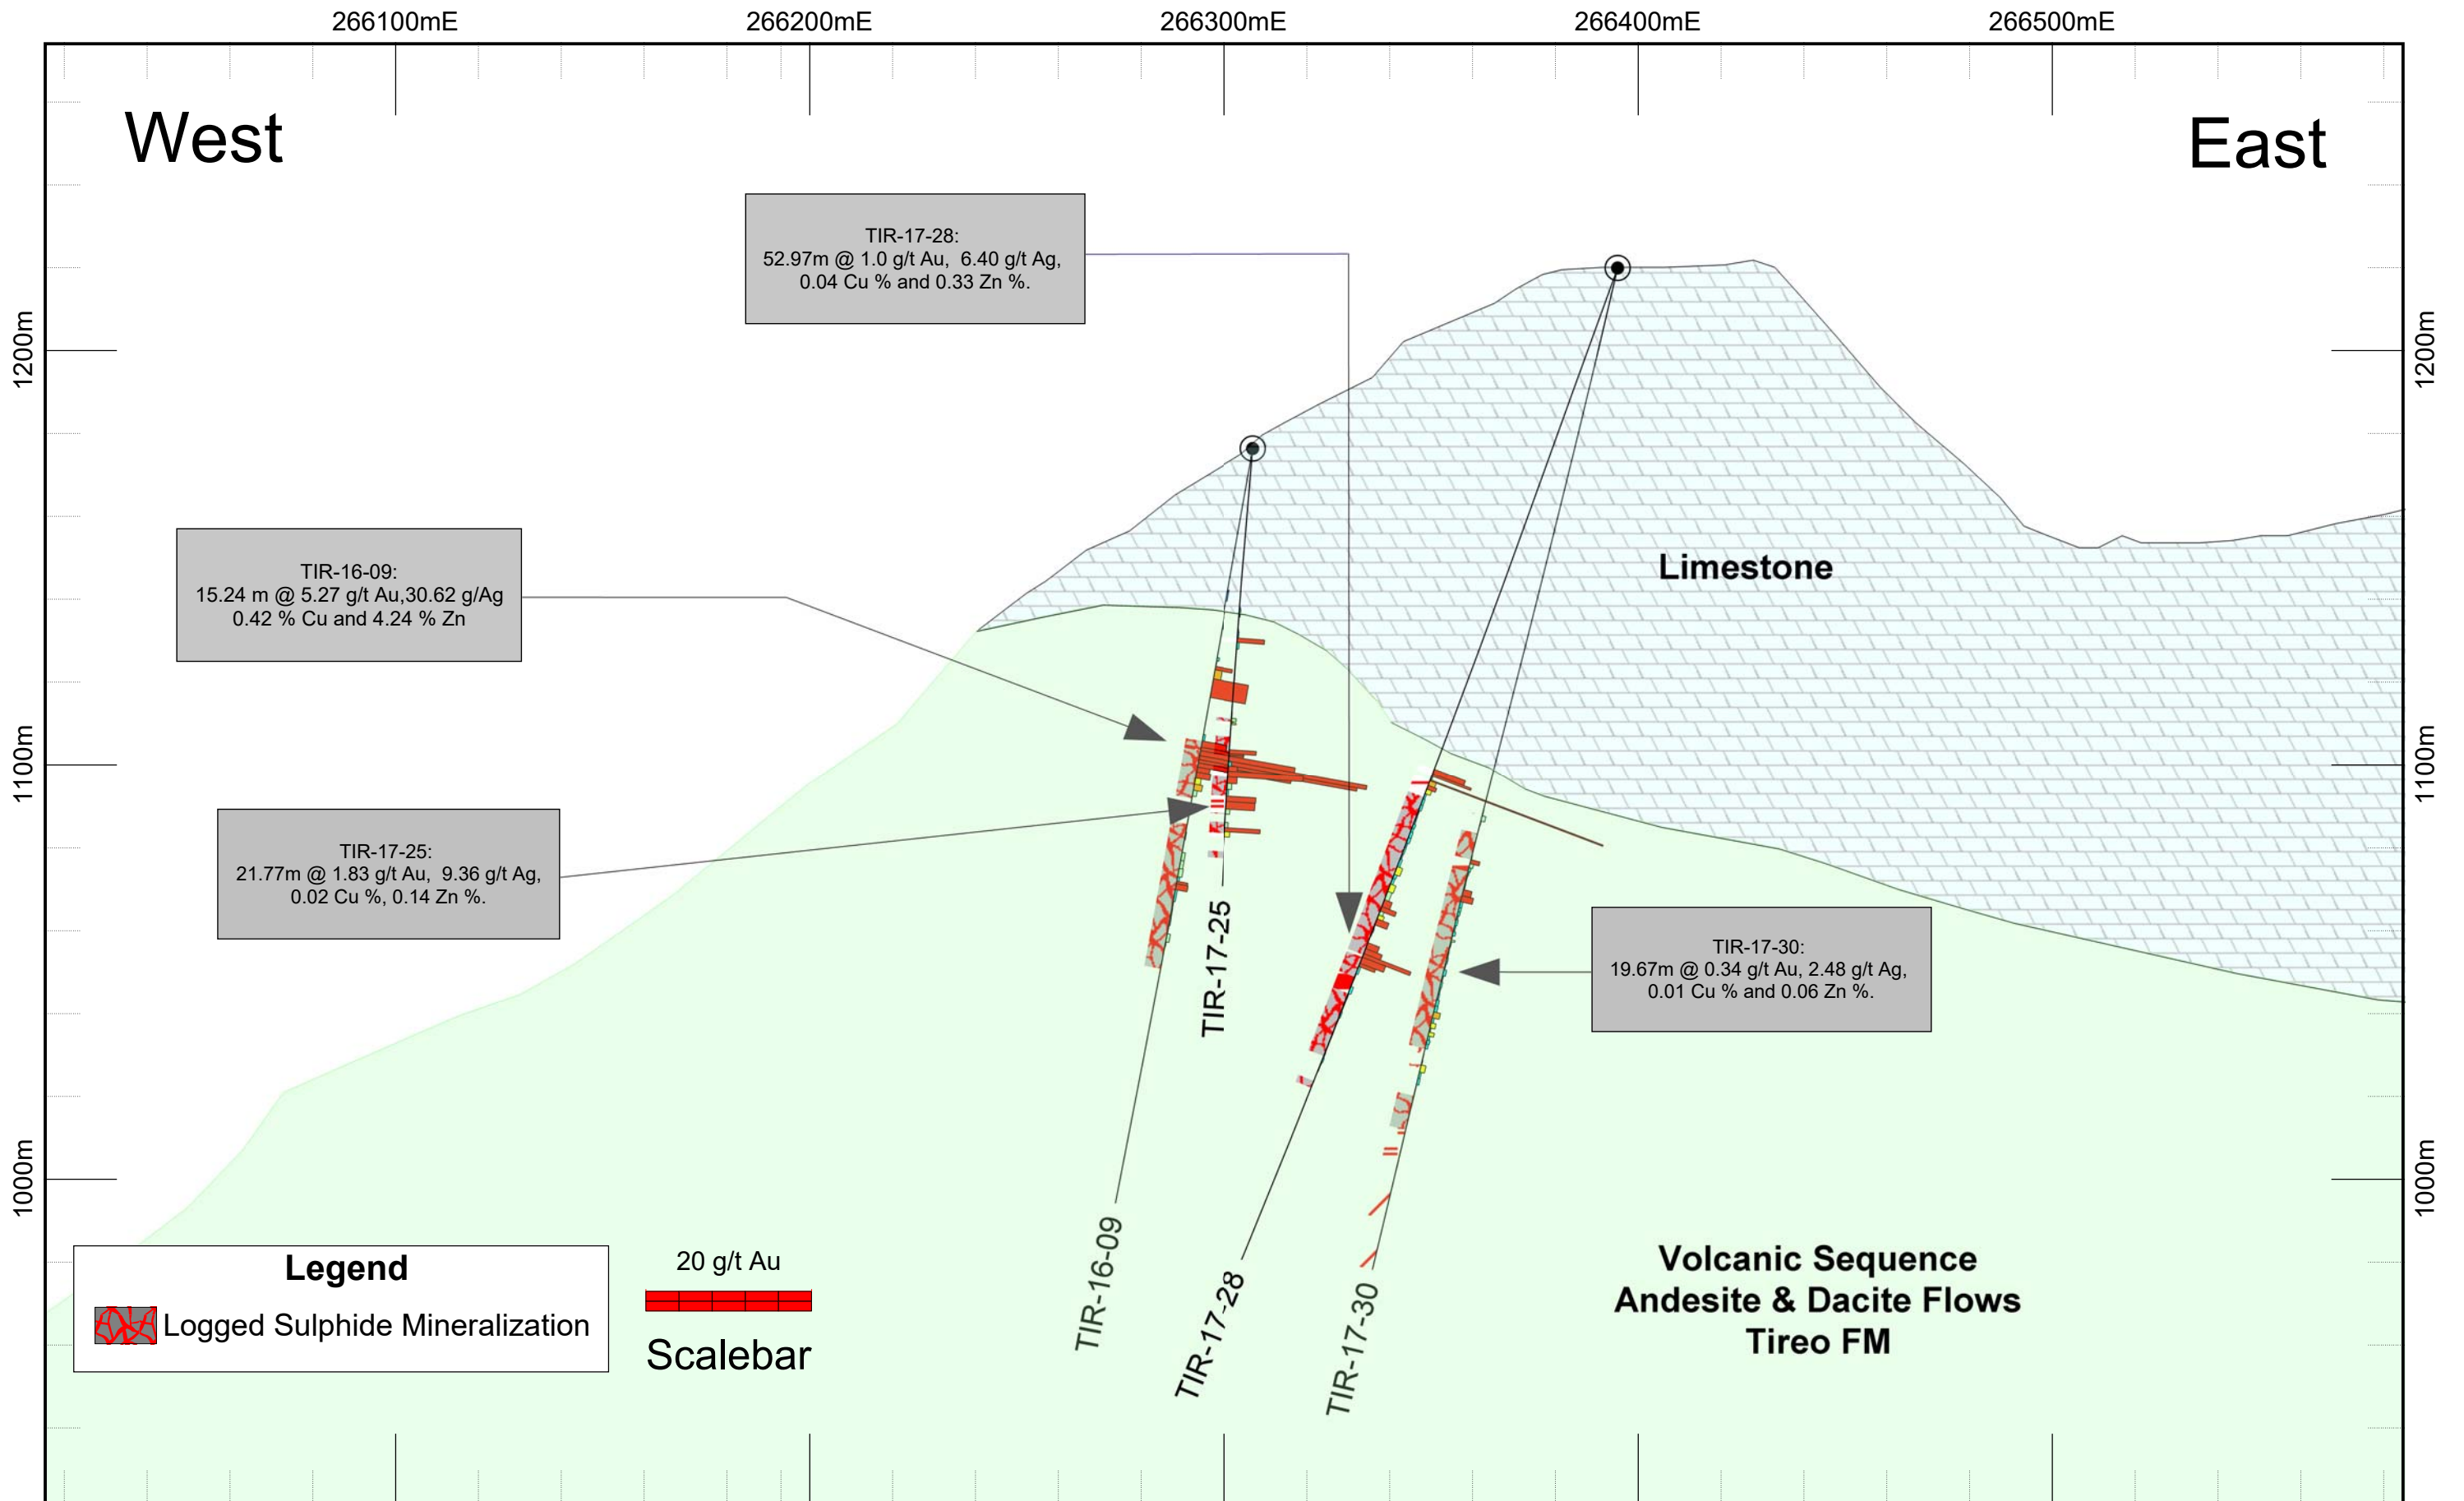 266100mE 266200mE 266300mE 266400mE 266500mE
West
East
TIR-17-28:
52.97m @ 1.0 g/t Au, 6.40 g/t Ag,
0.04 Cu % and 0.33 Zn %.
1200m
1200m
TIR-16-09:
15.24 m @ 5.27 g/t Au,30.62 g/Ag
0.42 % Cu and 4.24 % Zn
Limestone
1100m
1100m
TIR-17-25:
21.77m @ 1.83 g/t Au, 9.36 g/t Ag,
0.02 Cu %, 0.14 Zn %.
TIR-17-25
TIR-17-30:
19.67m @ 0.34 g/t Au, 2.48 g/t Ag,
0.01 Cu % and 0.06 Zn %.
1000m
1000m
TIR-16-09
TIR-17-28
TIR-17-30
Legend
Logged Sulphide Mineralization
20 g/t Au
Scalebar
Volcanic Sequence
Andesite & Dacite Flows
Tireo FM